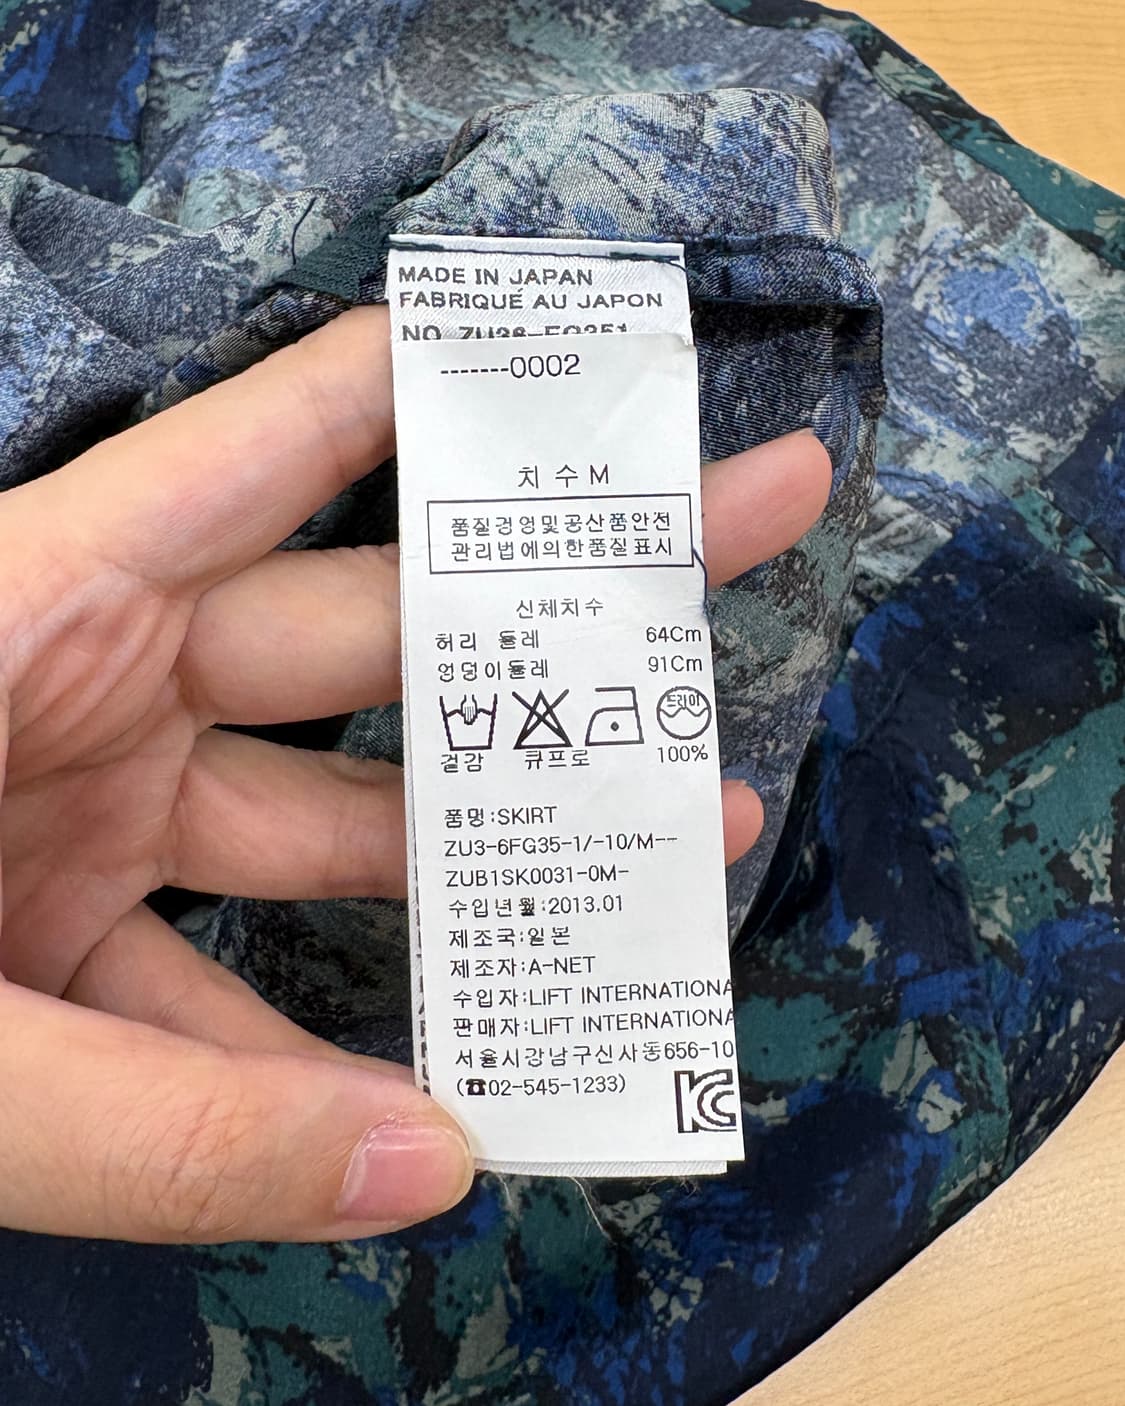 MADE IN JAPAN
FABRIQUÉ AU JAPON
NO. ZU36-FG351
-------0002
치 수 M
품질경영및공산품안전
관리법에의한품질표시
신체치수
허리 둘레 64Cm
엉덩이둘레 91Cm
드라이
겉감 큐프로 100%
품명:SKIRT
ZU3-6FG35-1/-10/M--
ZUB1SK0031-0M-
수입년월:2013.01
제조국:일본
제조자:A-NET
수입자:LIFT INTERNATIONA
판매자:LIFT INTERNATIONA
서울시강남구신사동656-10
(☎02-545-1233)
KC